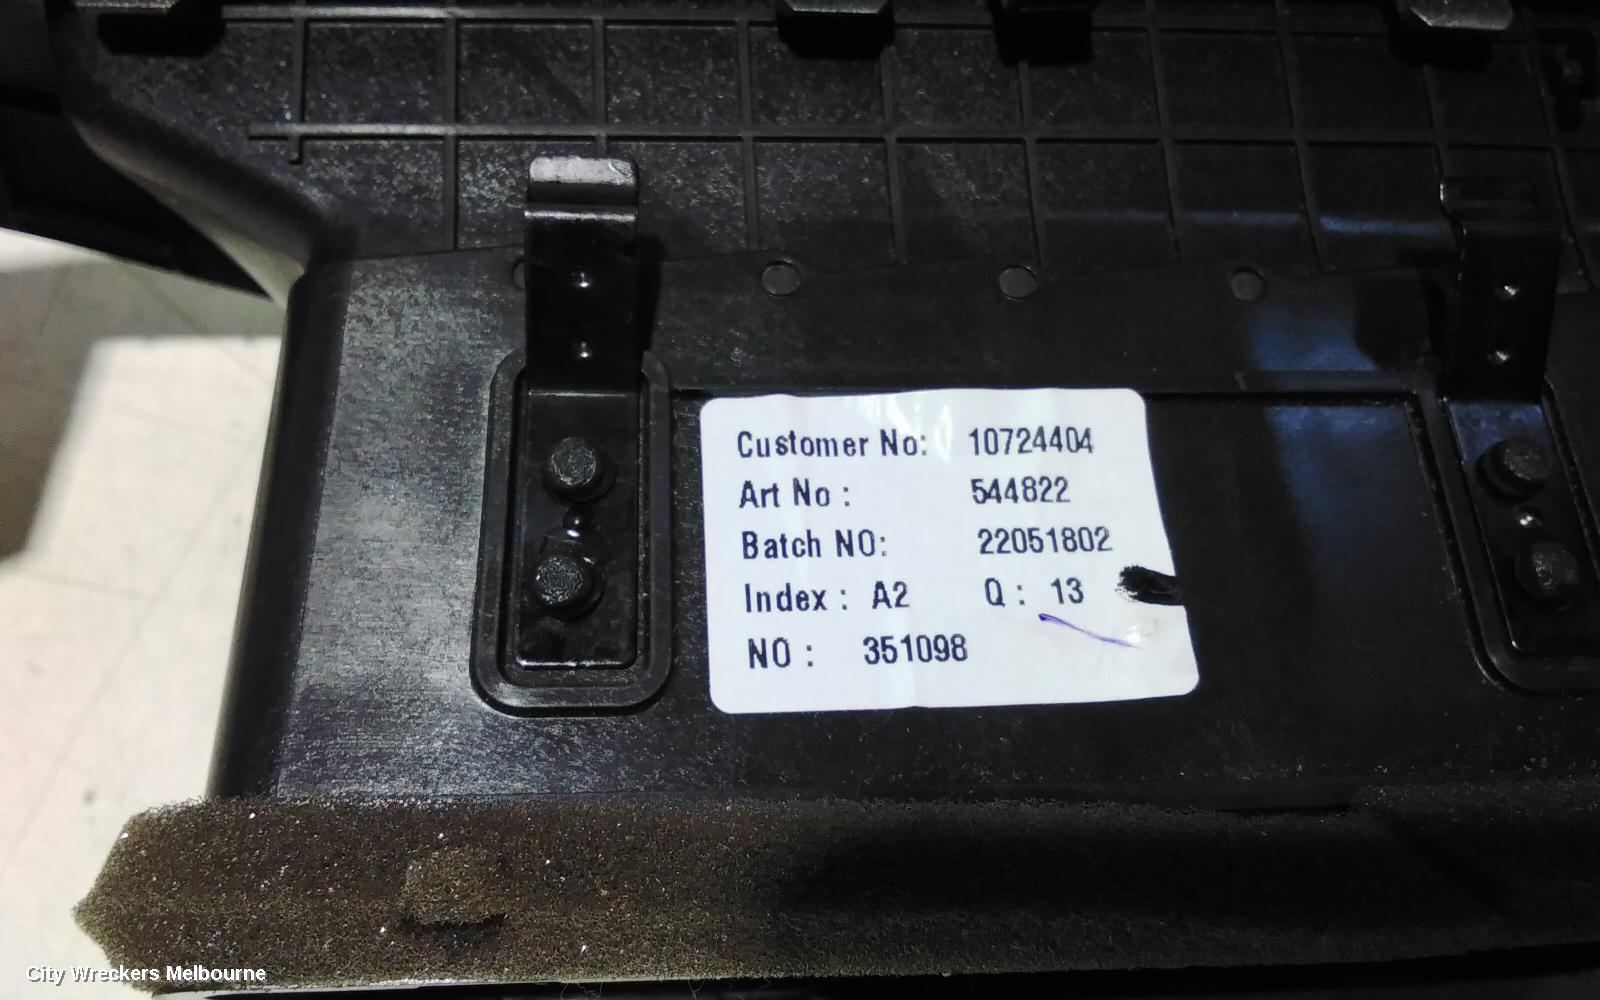 Customer No: 10724404
Art No : 544822
Batch NO: 22051802
Index : A2 Q : 13
NO : 351098
City Wreckers Melbourne